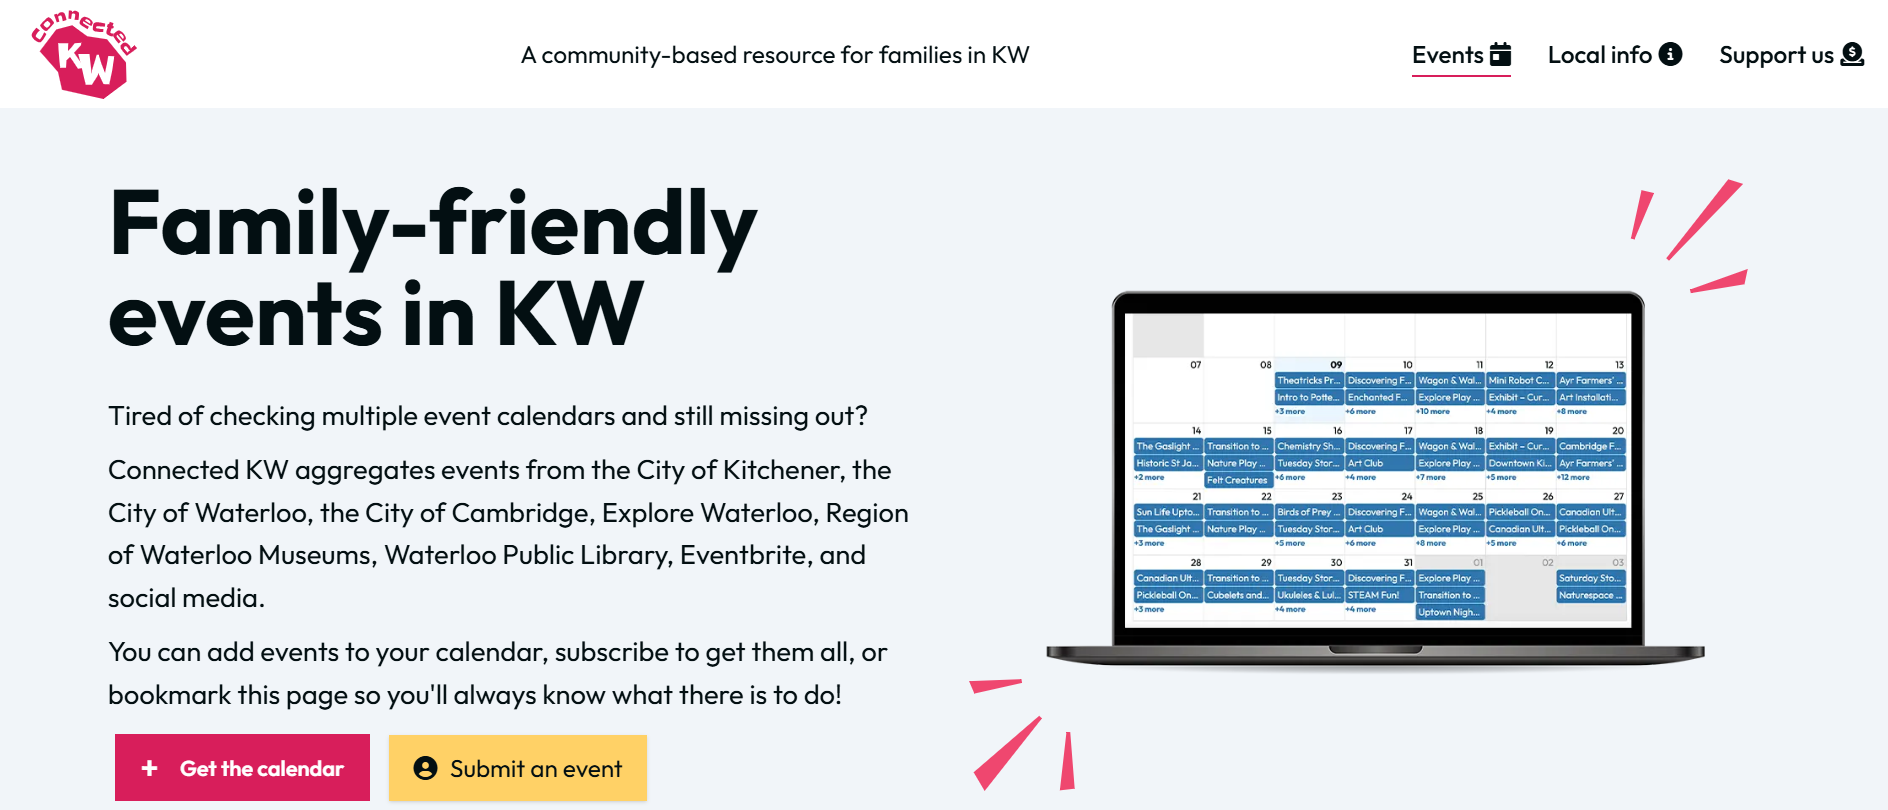 connected
KW
A community-based resource for families in KW
Events
Local info
Support us
Family-friendly
events in KW
Tired of checking multiple event calendars and still missing out?
Connected KW aggregates events from the City of Kitchener, the
City of Waterloo, the City of Cambridge, Explore Waterloo, Region
of Waterloo Museums, Waterloo Public Library, Eventbrite, and
social media.
You can add events to your calendar, subscribe to get them all, or
bookmark this page so you'll always know what there is to do!
+ Get the calendar
Submit an event
07 08 09 10 11 12 13
Theatricks Pr... Discovering F... Wagon & Wal... Mini Robot C... Ayr Farmers' ...
Intro to Potte... Enchanted F... Explore Play ... Exhibit – Cur... Art Installati...
+3 more +6 more +10 more +4 more +8 more
14 15 16 17 18 19 20
The Gaslight ... Transition to ... Chemistry Sh... Discovering F... Wagon & Wal... Exhibit – Cur... Cambridge F...
Historic St Ja... Nature Play ... Tuesday Stor... Art Club Explore Play ... Downtown Ki... Ayr Farmers' ...
+2 more Felt Creatures +6 more +4 more +7 more +5 more +12 more
21 22 23 24 25 26 27
Sun Life Upto... Transition to ... Birds of Prey ... Discovering F... Wagon & Wal... Pickleball On... Canadian Ult...
The Gaslight ... Nature Play ... Tuesday Stor... Art Club Explore Play ... Canadian Ult... Pickleball On...
+3 more +5 more +6 more +8 more +5 more +6 more
28 29 30 31 01 02 03
Canadian Ult... Transition to ... Tuesday Stor... Discovering F... Explore Play ... Saturday Sto...
Pickleball On... Cubelets and... Ukuleles & Lul... STEAM Fun! Transition to ... Naturespace ...
+3 more +4 more +4 more Uptown Nigh...